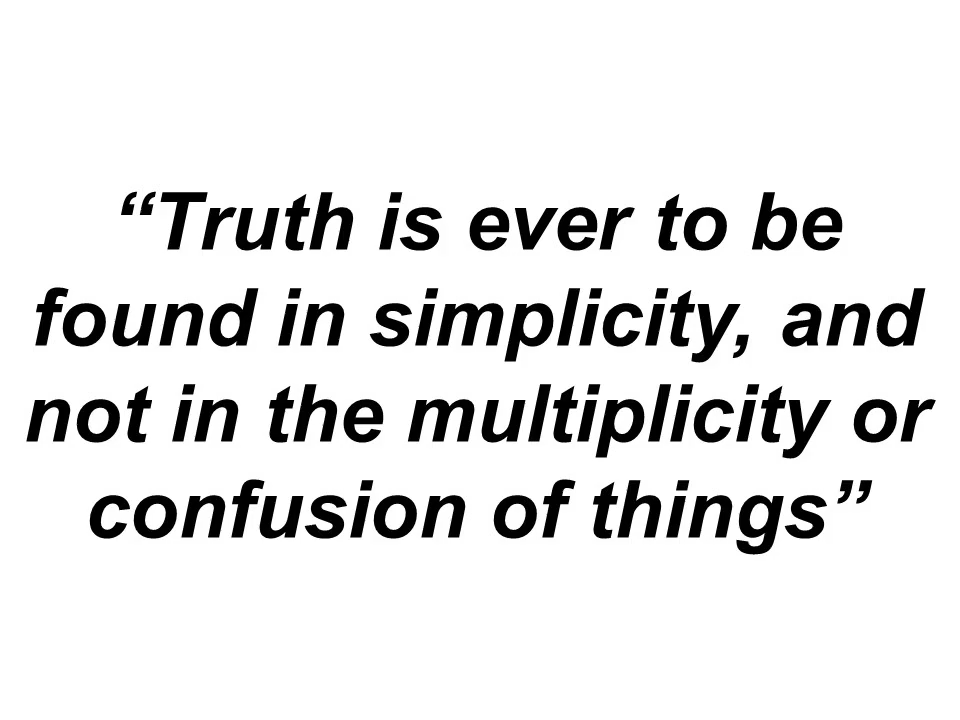 “Truth is ever to be
found in simplicity, and
not in the multiplicity or
confusion of things”